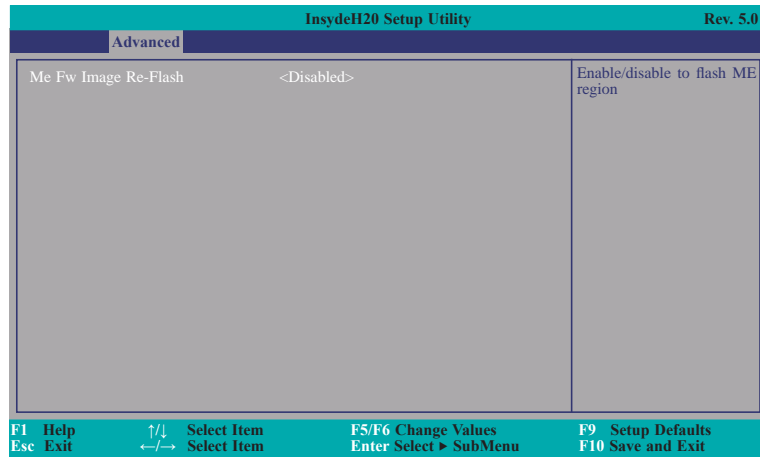 InsydeH20 Setup Utility Rev. 5.0
Advanced
Me Fw Image Re-Flash <Disabled>
Enable/disable to flash ME
region
F1 Help ↑/↓ Select Item F5/F6 Change Values F9 Setup Defaults
Esc Exit ←/→ Select Item Enter Select ► SubMenu F10 Save and Exit